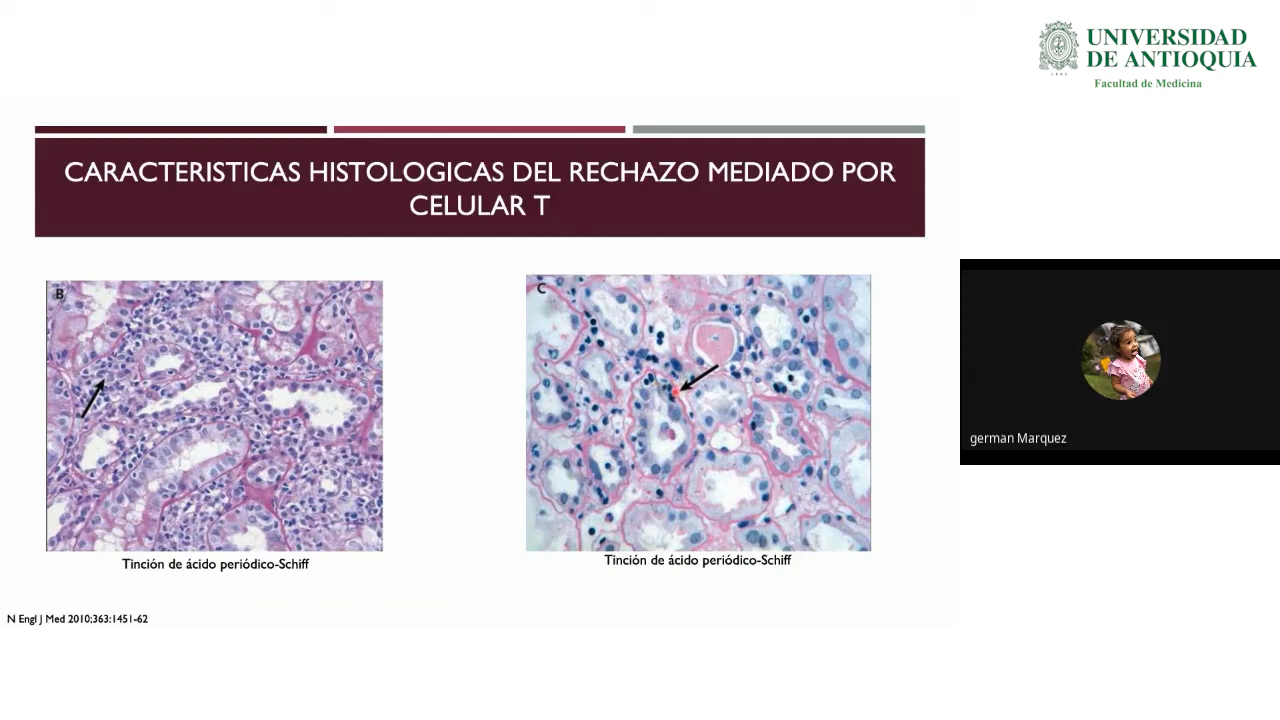 UNIVERSIDAD
DE ANTIOQUIA
1803
Facultad de Medicina
CARACTERISTICAS HISTOLOGICAS DEL RECHAZO MEDIADO POR
CELULAR T
B
C
Tinción de ácido periódico-Schiff
Tinción de ácido periódico-Schiff
N Engl J Med 2010;363:1451-62
german Marquez